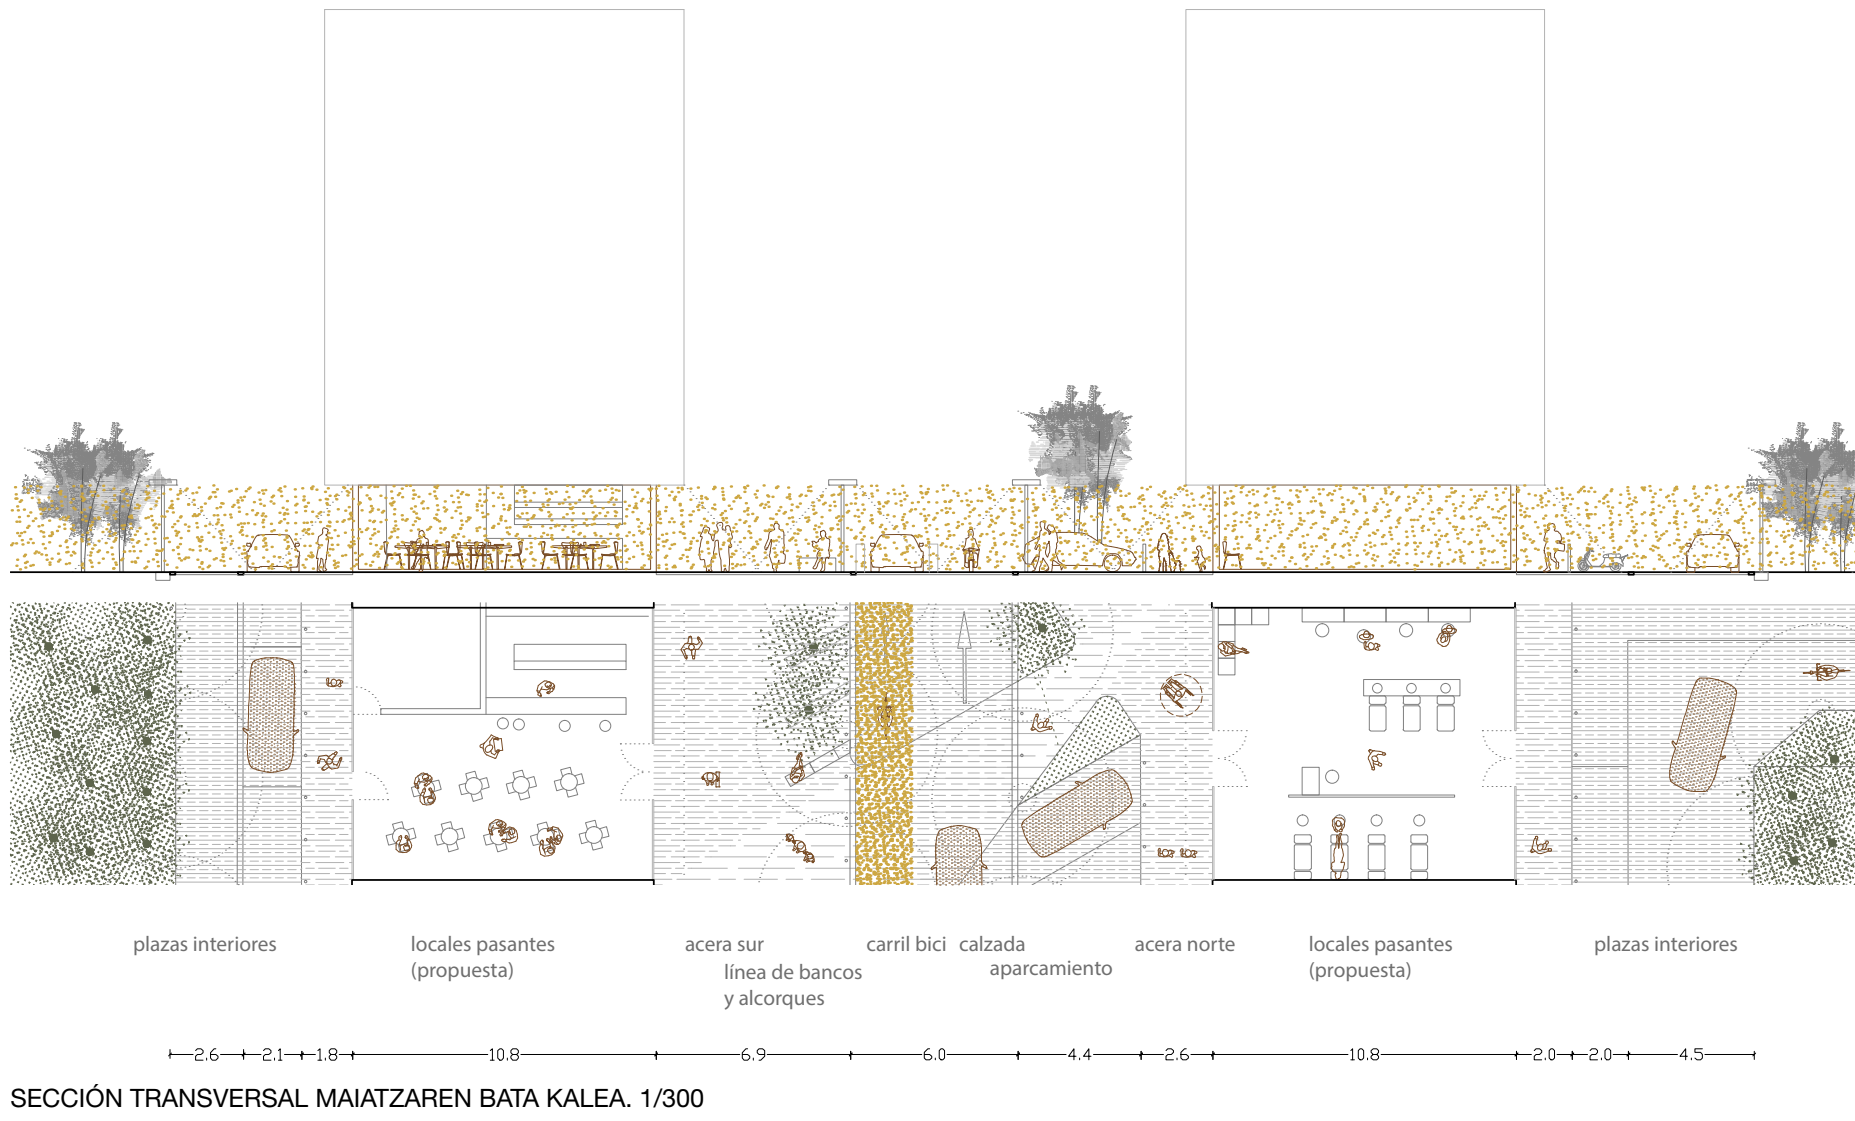 plazas interiores
locales pasantes
(propuesta)
acera sur
línea de bancos
y alcorques
carril bici
calzada
aparcamiento
acera norte
locales pasantes
(propuesta)
plazas interiores
2.6 2.1 1.8 10.8 6.9 6.0 4.4 2.6 10.8 2.0 2.0 4.5
SECCIÓN TRANSVERSAL MAIATZAREN BATA KALEA. 1/300